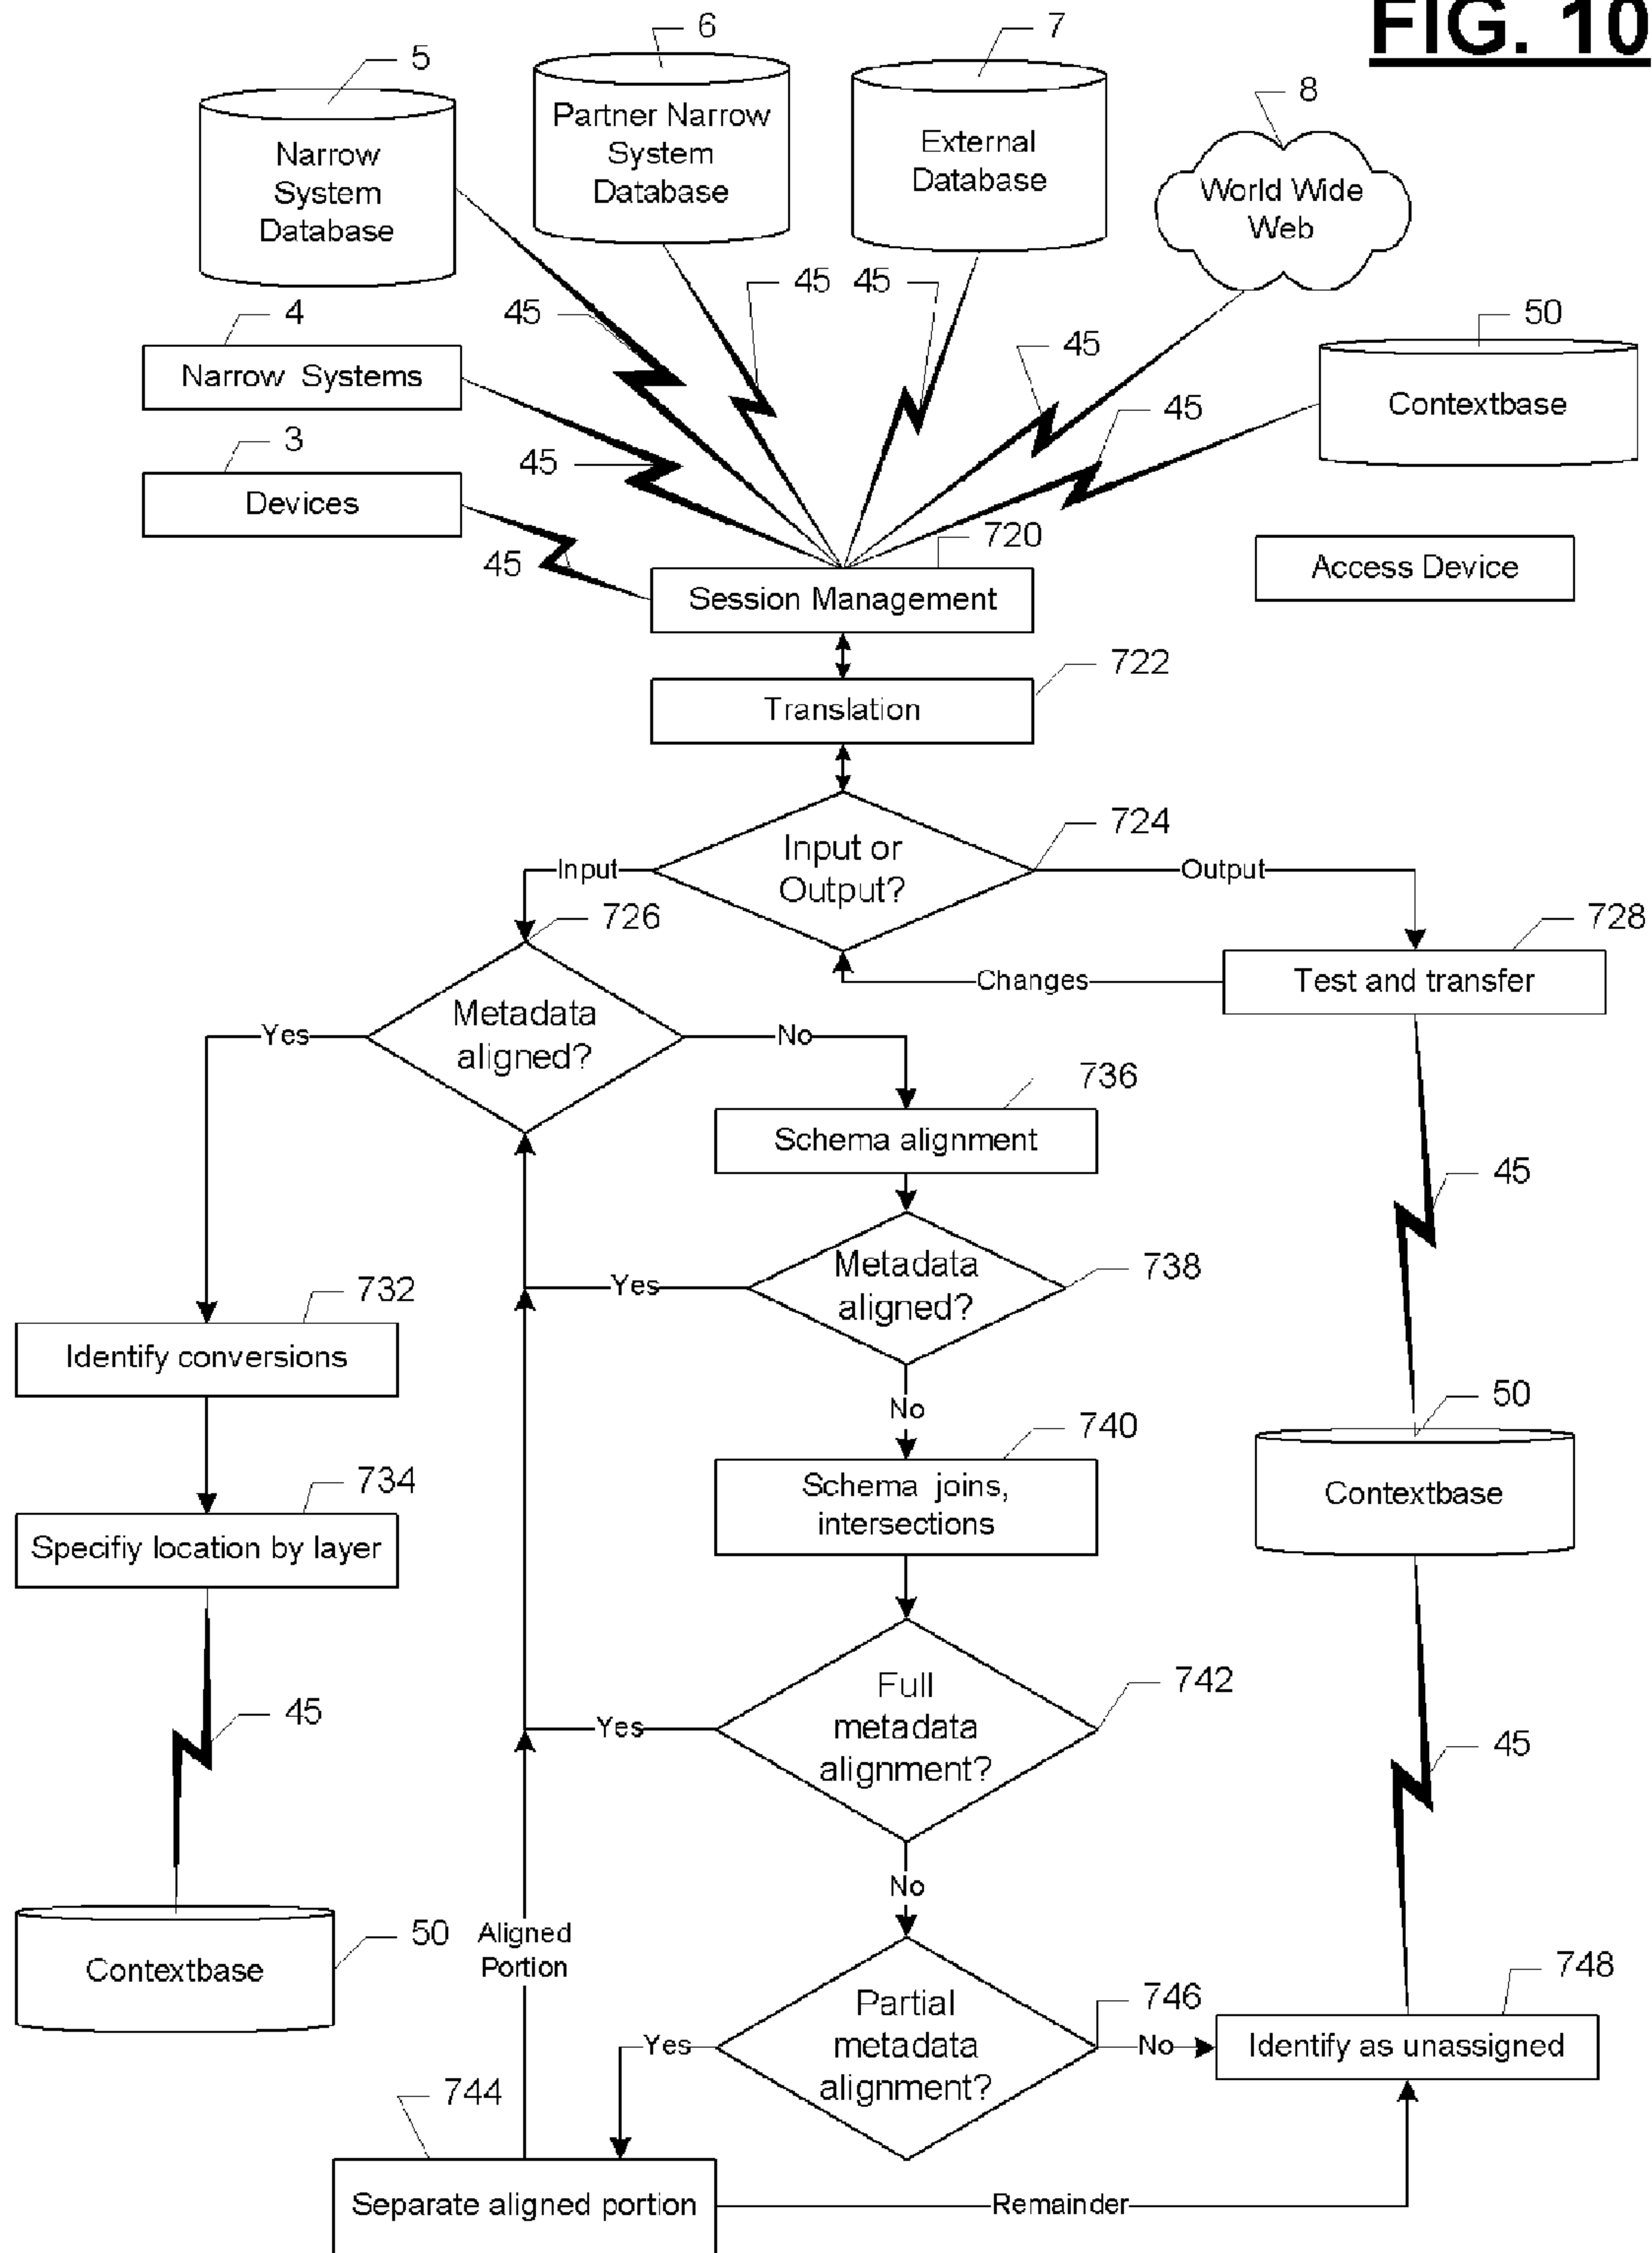 FIG. 10
5
6
7
8
Narrow
System
Database
Partner Narrow
System
Database
External
Database
World Wide
Web
45
45
45
45
50
4
Narrow Systems
Contextbase
45
45
3
Devices
45
720
Session Management
Access Device
722
Translation
724
Input or
Output?
Input
Output
726
728
Metadata
aligned?
Changes
Test and transfer
Yes
No
736
Schema alignment
45
738
Metadata
aligned?
Yes
732
Identify conversions
No
50
740
Schema joins,
intersections
Contextbase
734
Specifiy location by layer
742
Full
metadata
alignment?
Yes
45
45
No
50
Contextbase
Aligned
Portion
746
748
Partial
metadata
alignment?
Yes
No
Identify as unassigned
744
Separate aligned portion
Remainder